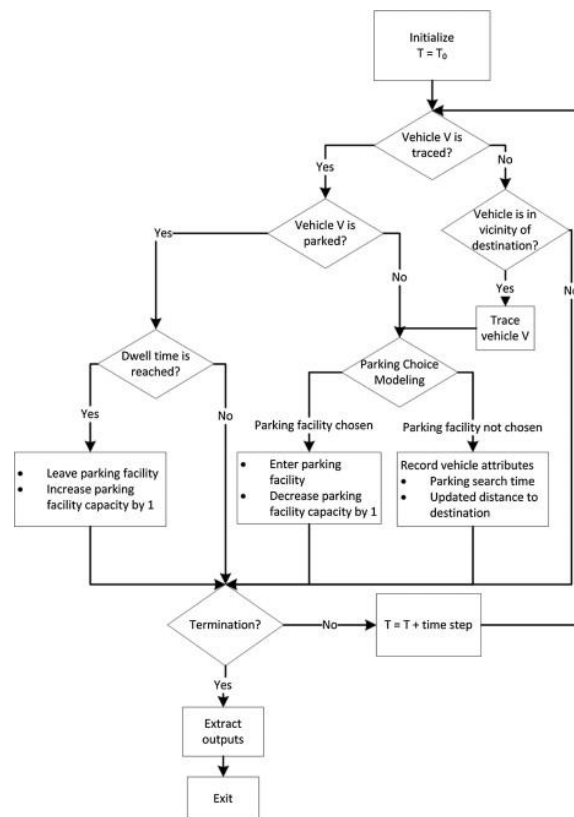 Initialize
T = T₀
Vehicle V is
traced?
Yes
No
Vehicle V is
parked?
Vehicle is in
vicinity of
destination?
Yes
No
Yes
No
Trace
vehicle V
Dwell time is
reached?
Parking Choice
Modeling
Yes
No
Parking facility chosen
Parking facility not chosen
• Leave parking facility
• Increase parking
facility capacity by 1
• Enter parking
facility
• Decrease parking
facility capacity by 1
Record vehicle attributes
• Parking search time
• Updated distance to
destination
Termination?
No
T = T + time step
Yes
Extract
outputs
Exit